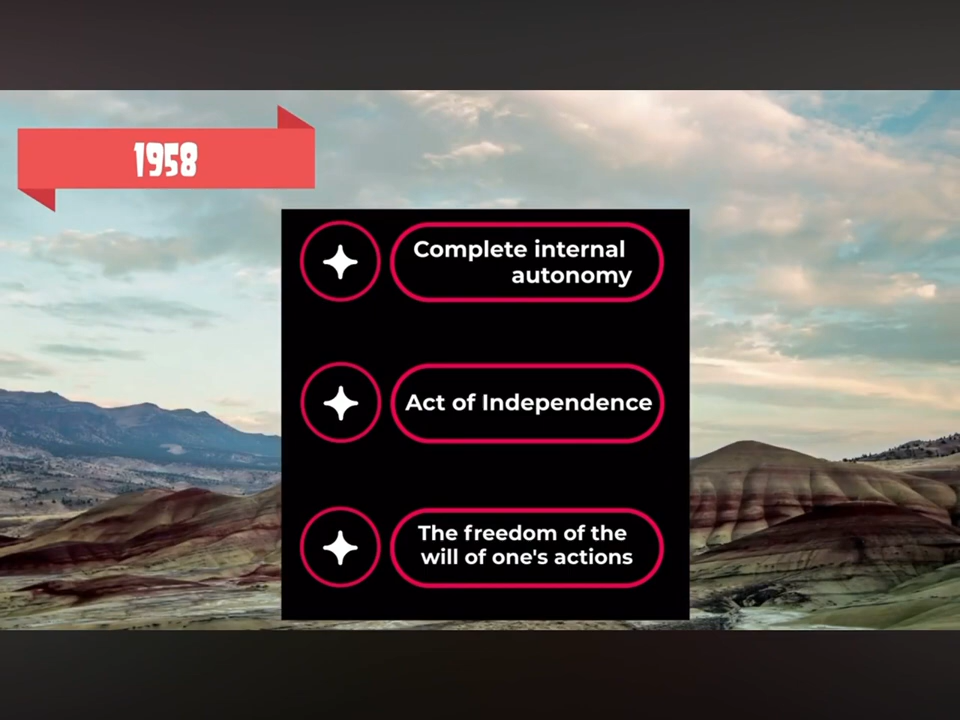 1958
Complete internal
autonomy
Act of Independence
The freedom of the
will of one's actions